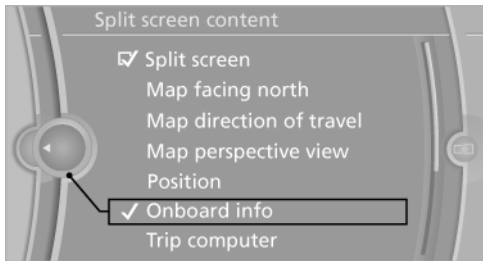 Split screen content
Split screen
Map facing north
Map direction of travel
Map perspective view
Position
Onboard info
Trip computer